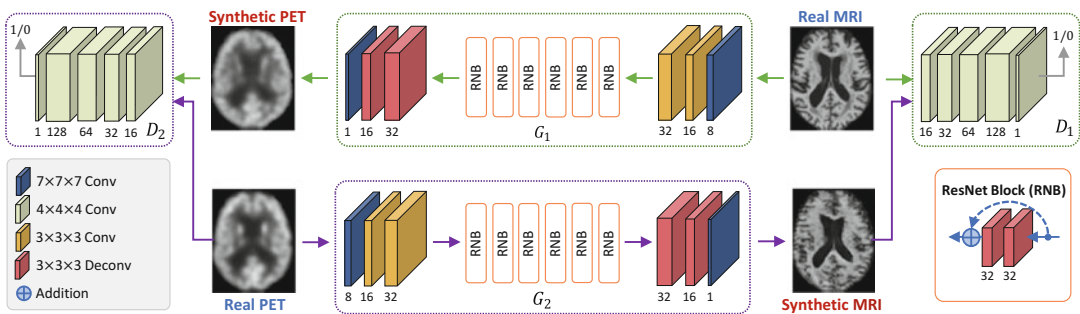 Synthetic PET
Real MRI
1/0
1/0
RNB RNB RNB RNB RNB RNB
1 128 64 32 16
D₂
1 16 32
G₁
32 16 8
16 32 64 128 1
D₁
7×7×7 Conv
4×4×4 Conv
3×3×3 Conv
3×3×3 Deconv
Addition
RNB RNB RNB RNB RNB RNB
8 16 32
G₂
32 16 1
Real PET
Synthetic MRI
ResNet Block (RNB)
32 32